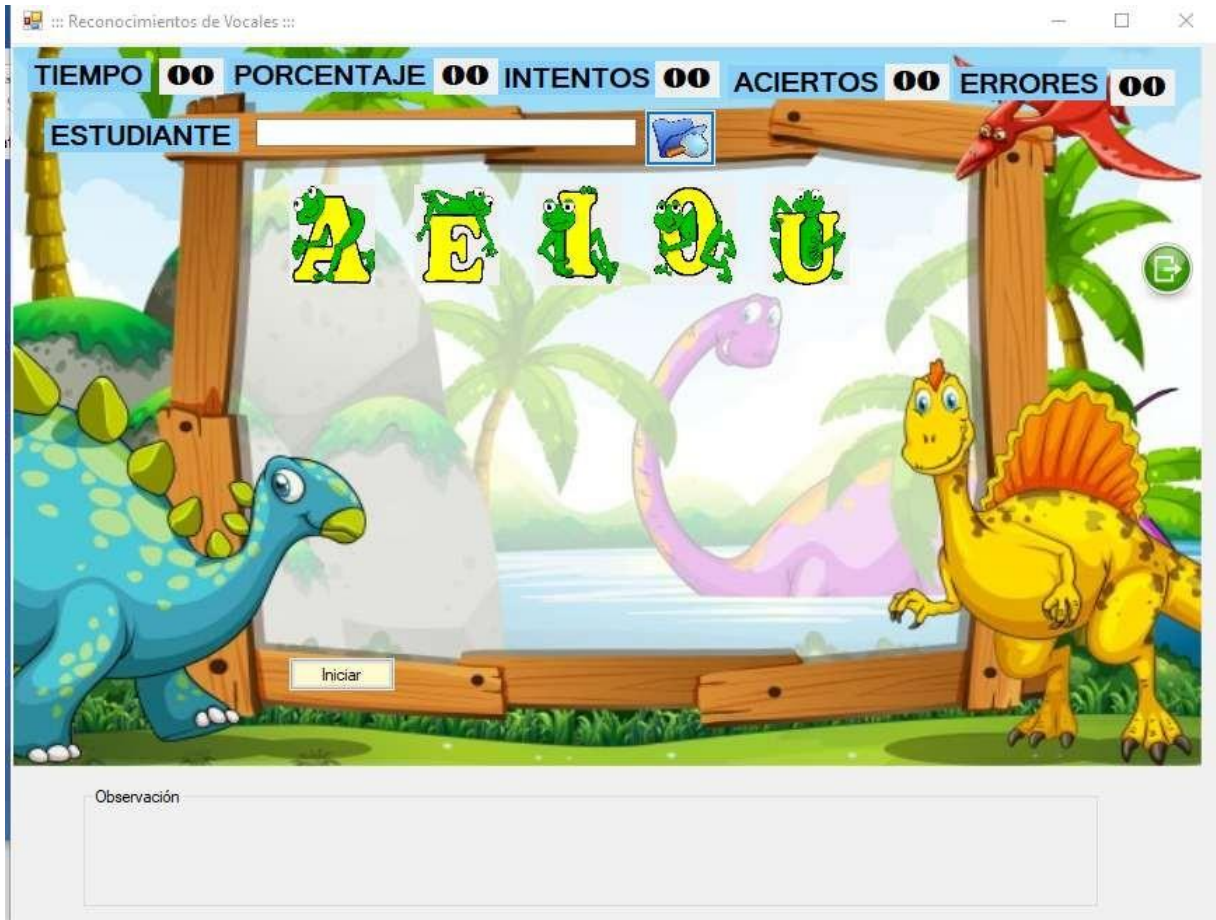 ::: Reconocimientos de Vocales :::
TIEMPO 00 PORCENTAJE 00 INTENTOS 00 ACIERTOS 00 ERRORES 00
ESTUDIANTE
A E I O U
Iniciar
Observación